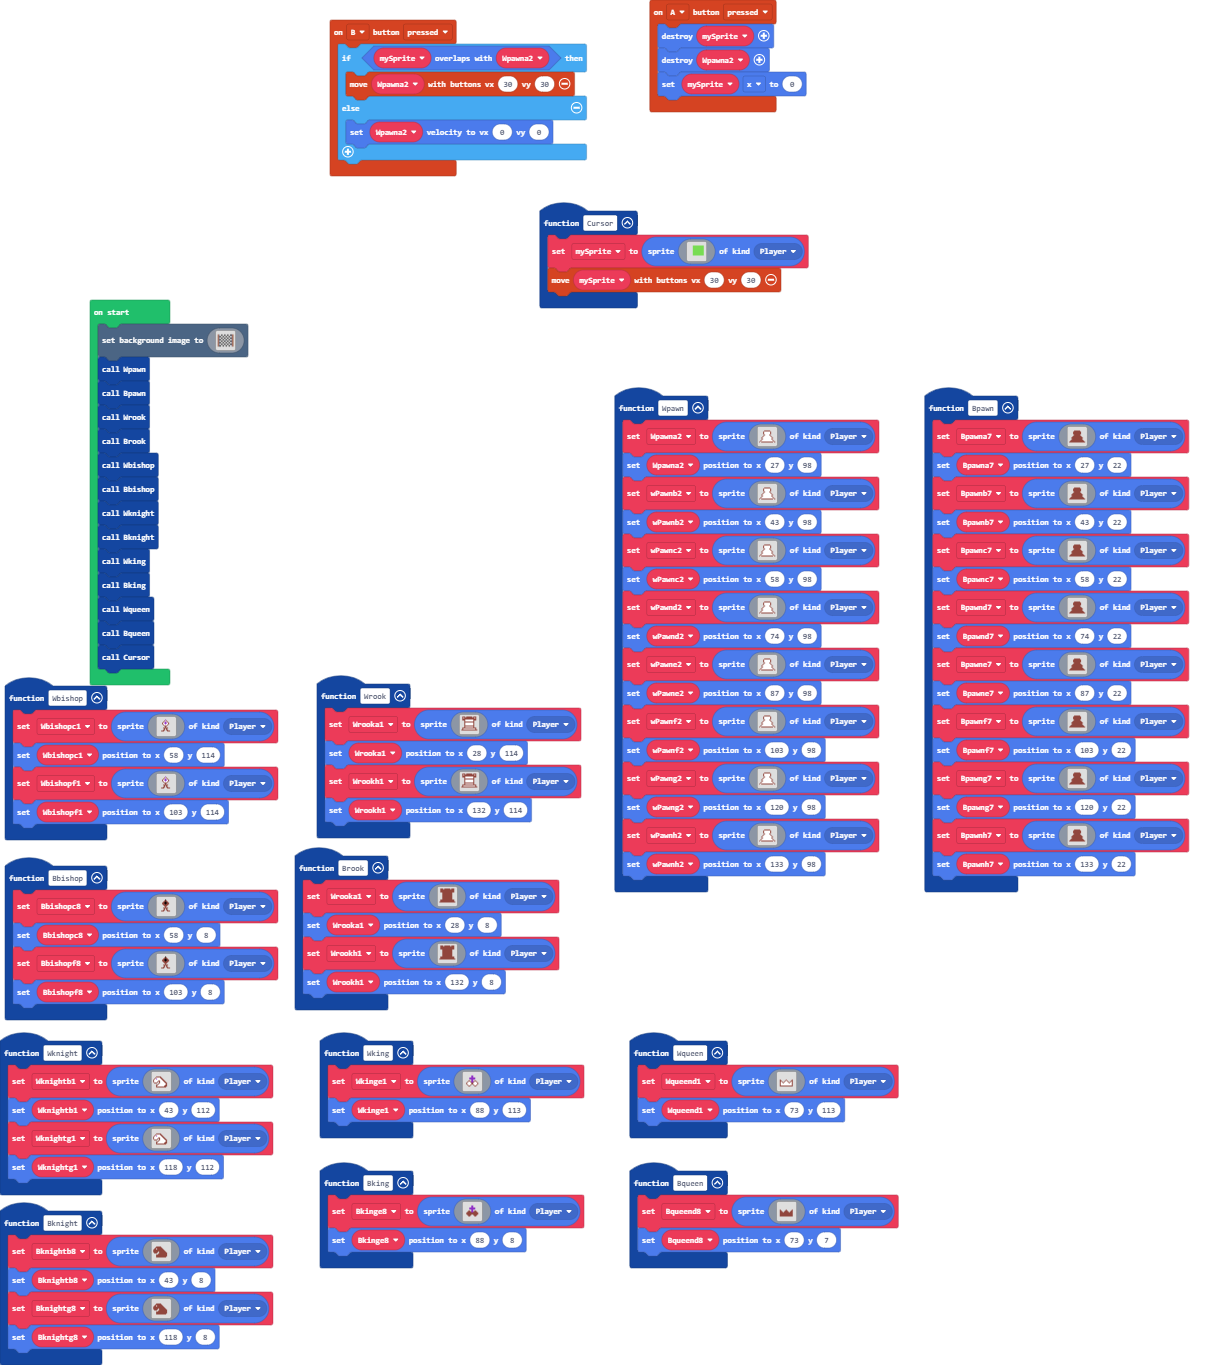 on B button pressed
if mySprite overlaps with Wpawna2 then
move Wpawna2 with buttons vx 30 vy 30
else
set Wpawna2 velocity to vx 0 vy 0
on A button pressed
destroy mySprite
destroy Wpawna2
set mySprite x to 0
function Cursor
set mySprite to sprite of kind Player
move mySprite with buttons vx 30 vy 30
on start
set background image to
call Wpawn
call Bpawn
call Wrook
call Brook
call Wbishop
call Bbishop
call Wknight
call Bknight
call Wking
call Bking
call Wqueen
call Bqueen
call Cursor
function Wpawn
set Wpawna2 to sprite of kind Player
set Wpawna2 position to x 27 y 98
set wPawnb2 to sprite of kind Player
set wPawnb2 position to x 43 y 98
set wPawnc2 to sprite of kind Player
set wPawnc2 position to x 58 y 98
set wPawnd2 to sprite of kind Player
set wPawnd2 position to x 74 y 98
set wPawne2 to sprite of kind Player
set wPawne2 position to x 87 y 98
set wPawnf2 to sprite of kind Player
set wPawnf2 position to x 103 y 98
set wPawng2 to sprite of kind Player
set wPawng2 position to x 120 y 98
set wPawnh2 to sprite of kind Player
set wPawnh2 position to x 133 y 98
function Bpawn
set Bpawna7 to sprite of kind Player
set Bpawna7 position to x 27 y 22
set Bpawnb7 to sprite of kind Player
set Bpawnb7 position to x 43 y 22
set Bpawnc7 to sprite of kind Player
set Bpawnc7 position to x 58 y 22
set Bpawnd7 to sprite of kind Player
set Bpawnd7 position to x 74 y 22
set Bpawne7 to sprite of kind Player
set Bpawne7 position to x 87 y 22
set Bpawnf7 to sprite of kind Player
set Bpawnf7 position to x 103 y 22
set Bpawng7 to sprite of kind Player
set Bpawng7 position to x 120 y 22
set Bpawnh7 to sprite of kind Player
set Bpawnh7 position to x 133 y 22
function Wbishop
set Wbishopc1 to sprite of kind Player
set Wbishopc1 position to x 58 y 114
set Wbishopf1 to sprite of kind Player
set Wbishopf1 position to x 103 y 114
function Wrook
set Wrooka1 to sprite of kind Player
set Wrooka1 position to x 28 y 114
set Wrookh1 to sprite of kind Player
set Wrookh1 position to x 132 y 114
function Bbishop
set Bbishopc8 to sprite of kind Player
set Bbishopc8 position to x 58 y 8
set Bbishopf8 to sprite of kind Player
set Bbishopf8 position to x 103 y 8
function Brook
set Wrooka1 to sprite of kind Player
set Wrooka1 position to x 28 y 8
set Wrookh1 to sprite of kind Player
set Wrookh1 position to x 132 y 8
function Wknight
set Wknightb1 to sprite of kind Player
set Wknightb1 position to x 43 y 112
set Wknightg1 to sprite of kind Player
set Wknightg1 position to x 118 y 112
function Wking
set Wkinge1 to sprite of kind Player
set Wkinge1 position to x 88 y 113
function Wqueen
set Wqueend1 to sprite of kind Player
set Wqueend1 position to x 73 y 113
function Bknight
set Bknightb8 to sprite of kind Player
set Bknightb8 position to x 43 y 8
set Bknightg8 to sprite of kind Player
set Bknightg8 position to x 118 y 8
function Bking
set Bkinge8 to sprite of kind Player
set Bkinge8 position to x 88 y 8
function Bqueen
set Bqueend8 to sprite of kind Player
set Bqueend8 position to x 73 y 7